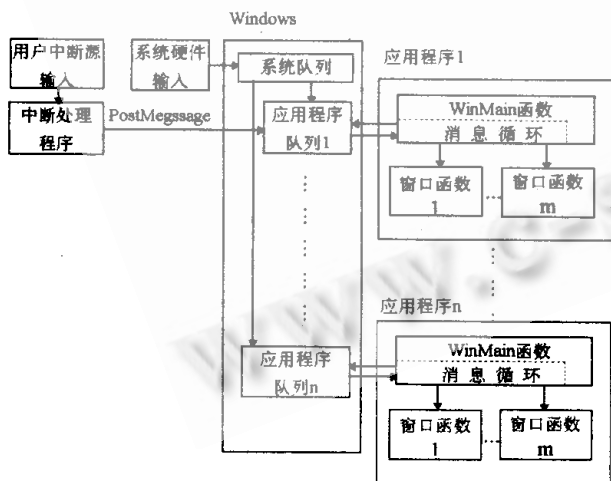 Windows
用户中断源
输入
系统硬件
输入
系统队列
应用程序1
中断处理
程序
PostMegssage
应用程序
队列1
WinMain函数
消息循环
窗口函数
1
窗口函数
m
应用程序n
应用程序
队列n
WinMain函数
消息循环
窗口函数
1
窗口函数
m